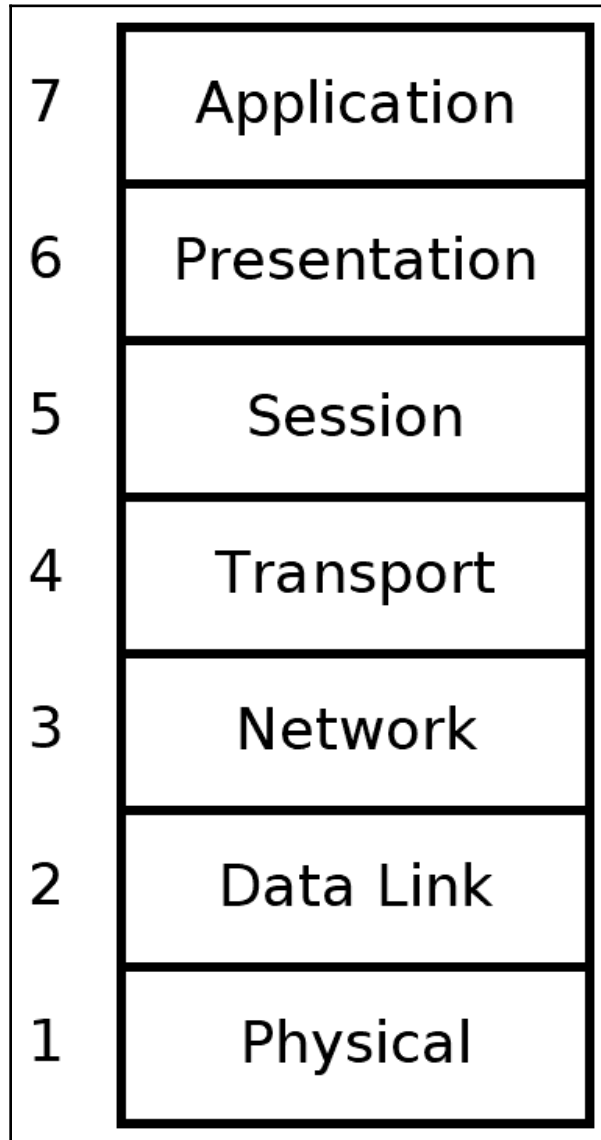 7 Application
6 Presentation
5 Session
4 Transport
3 Network
2 Data Link
1 Physical